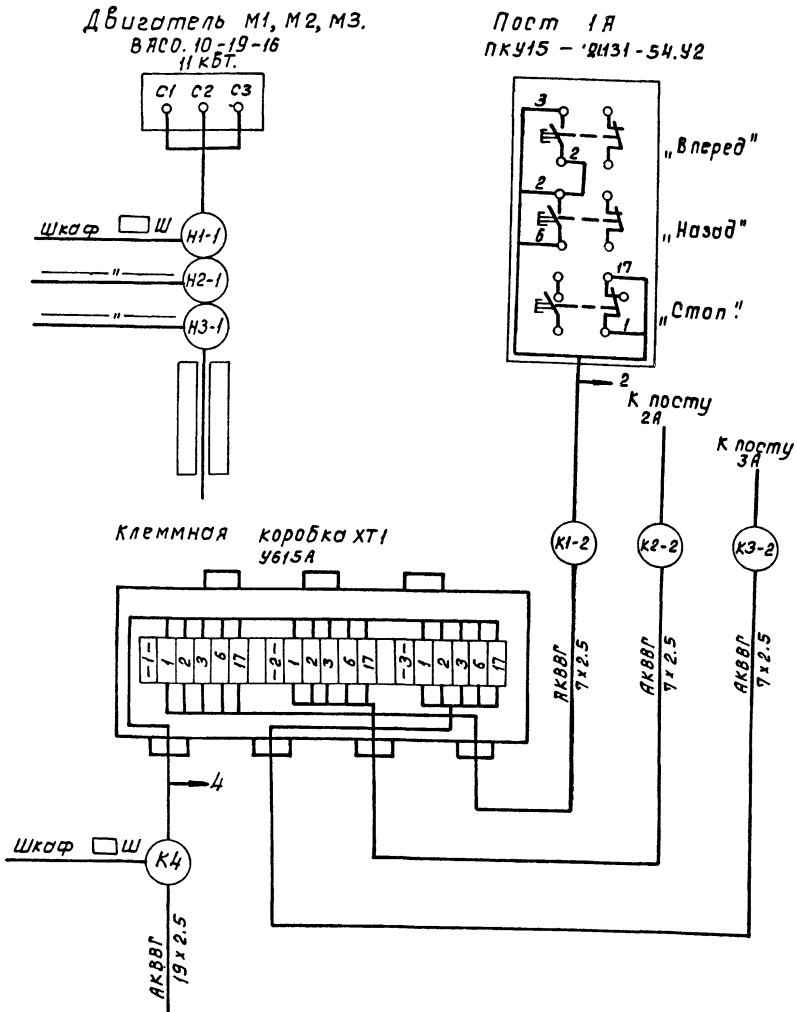 Двигатель М1, М2, М3.
ВАСО. 10-19-16
11 КВТ.
С1 С2 С3
Шкаф Ш
Н1-1
— " —
Н2-1
— " —
Н3-1
Пост 1А
ПКУ15 - 54.У2
3
2
„Вперед"
2
6
„Назад"
17
1
„Стоп"
2
К посту
2А
К посту
3А
К1-2
К2-2
К3-2
АКВВГ
7х2.5
АКВВГ
7х2.5
АКВВГ
7х2.5
Клеммная коробка ХТ1
У615А
-1- 1 2 3 6 17 -2- 1 2 3 6 17 -3- 1 2 3 6 17
4
Шкаф Ш
К4
АКВВГ
19х2.5